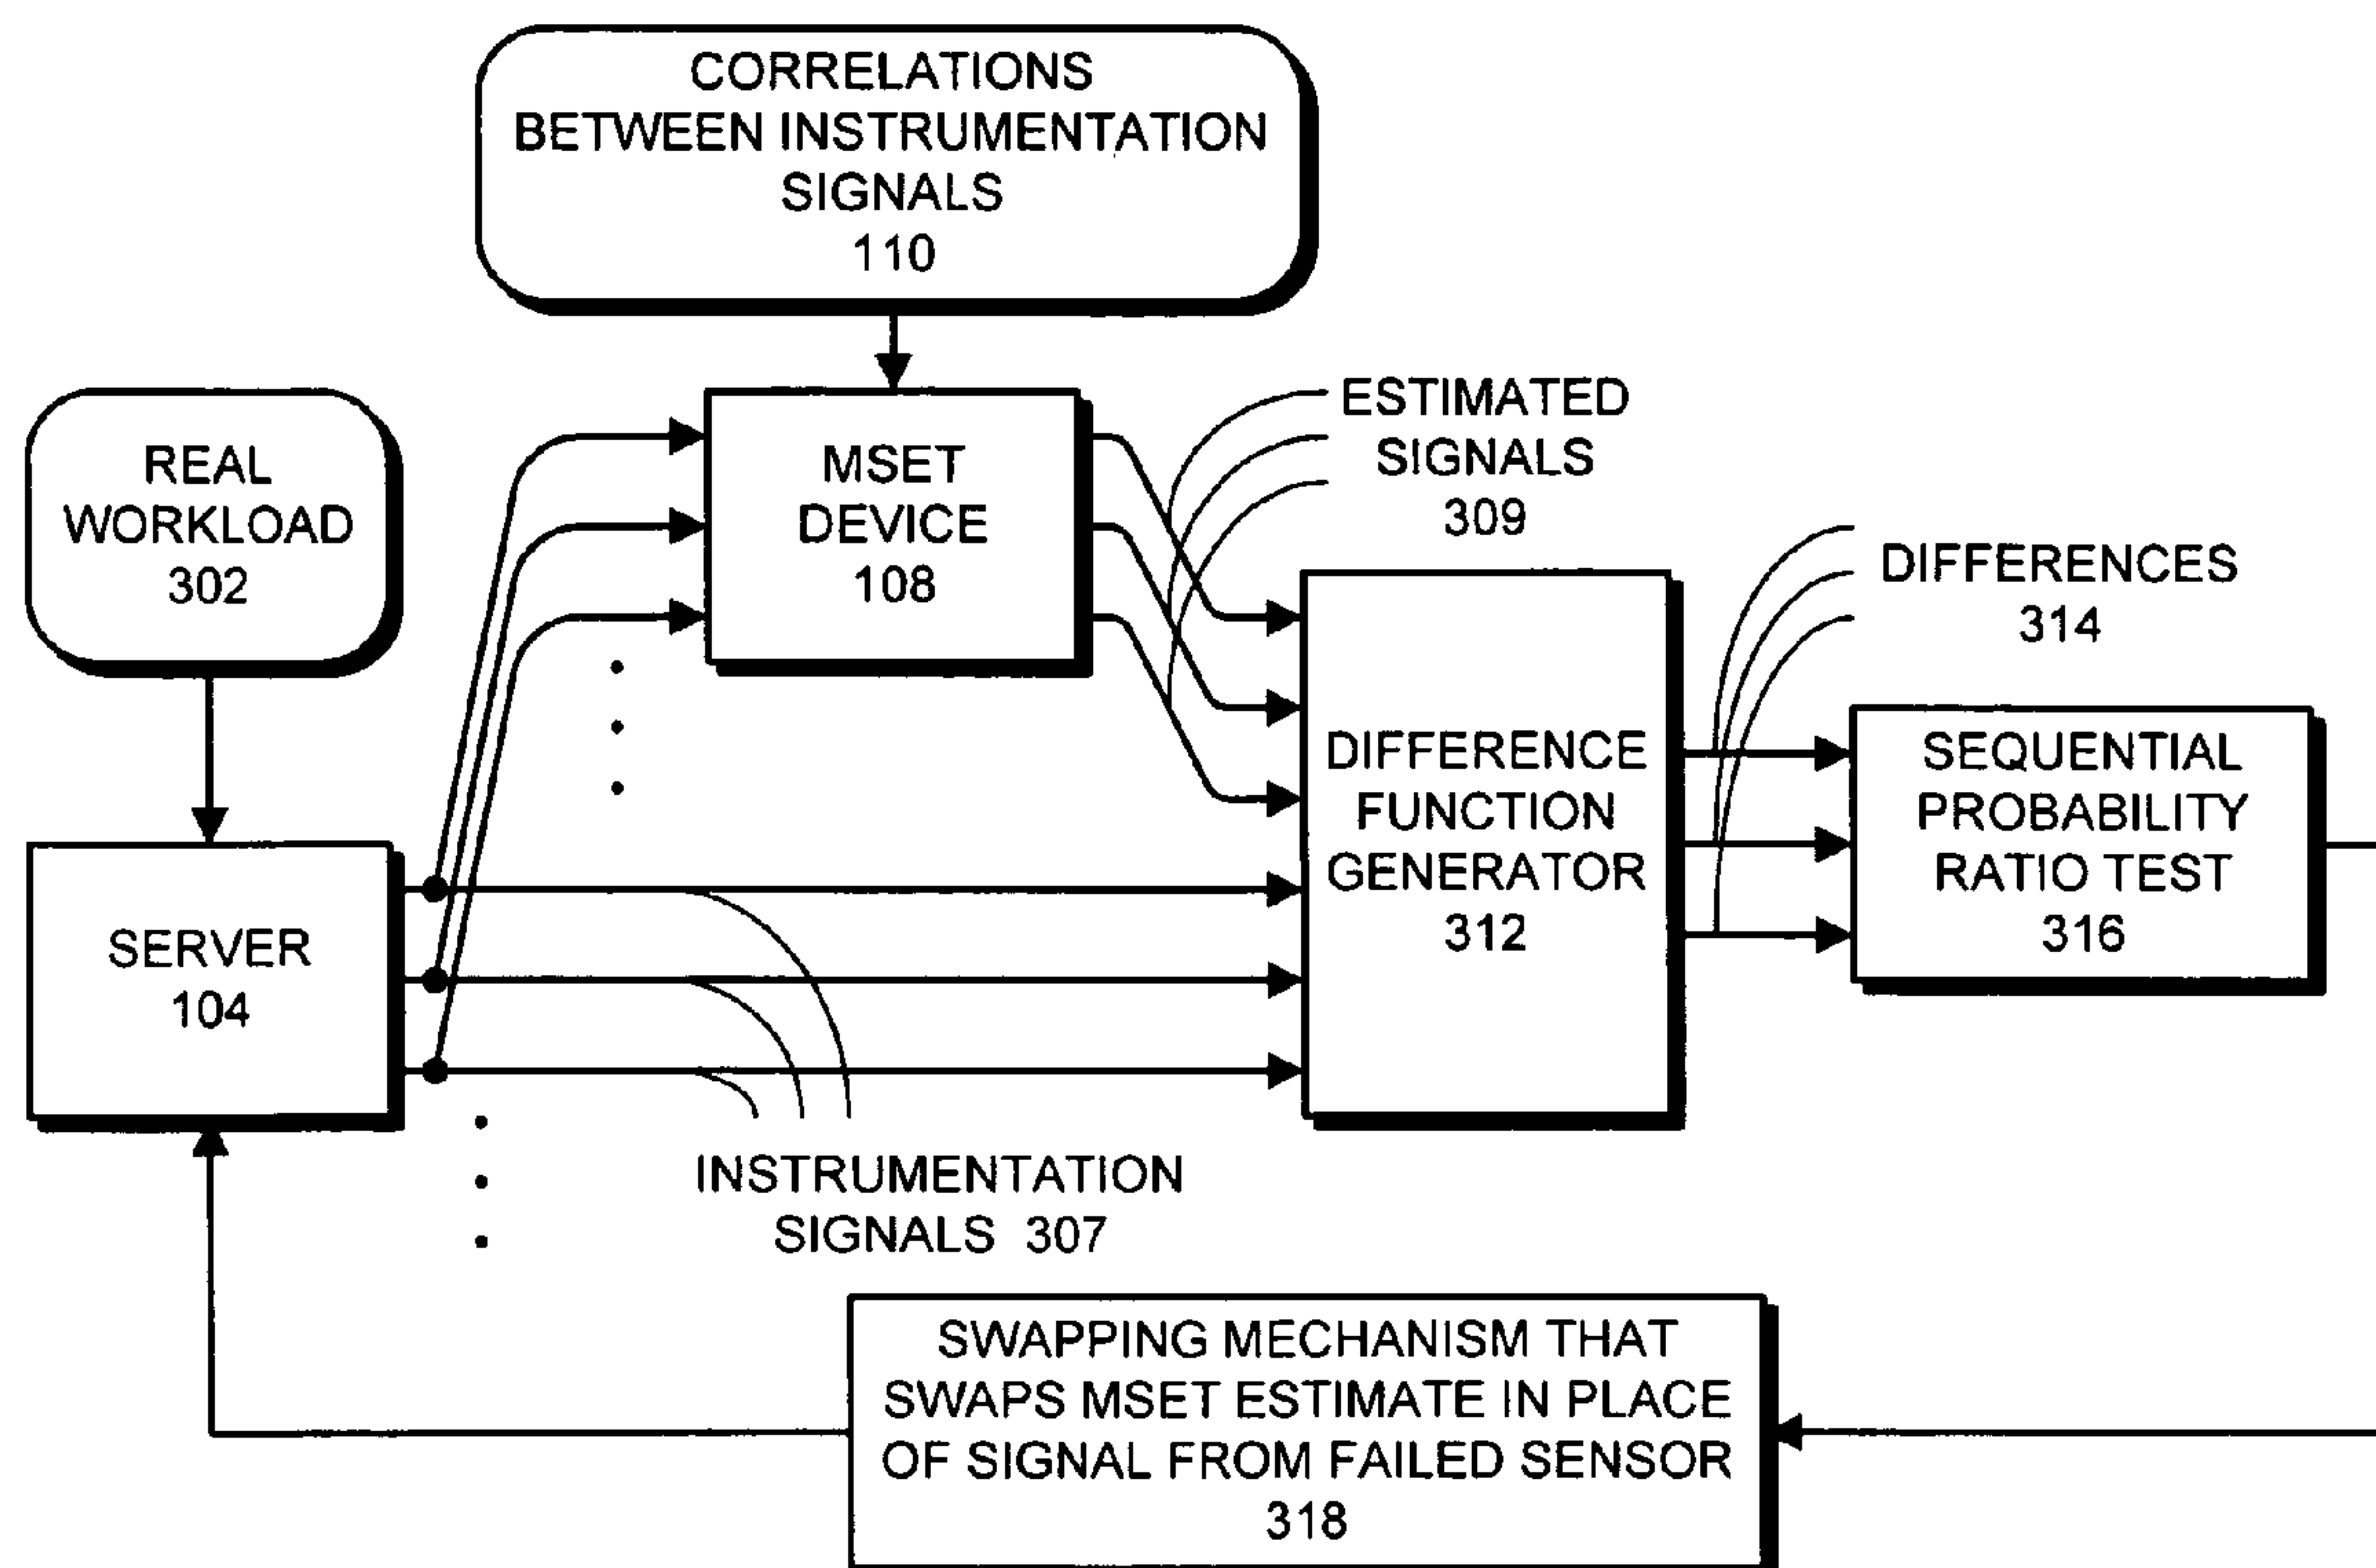 CORRELATIONS
BETWEEN INSTRUMENTATION
SIGNALS
110
REAL
WORKLOAD
302
MSET
DEVICE
108
ESTIMATED
SIGNALS
309
DIFFERENCES
314
SERVER
104
DIFFERENCE
FUNCTION
GENERATOR
312
SEQUENTIAL
PROBABILITY
RATIO TEST
316
INSTRUMENTATION
SIGNALS 307
SWAPPING MECHANISM THAT
SWAPS MSET ESTIMATE IN PLACE
OF SIGNAL FROM FAILED SENSOR
318